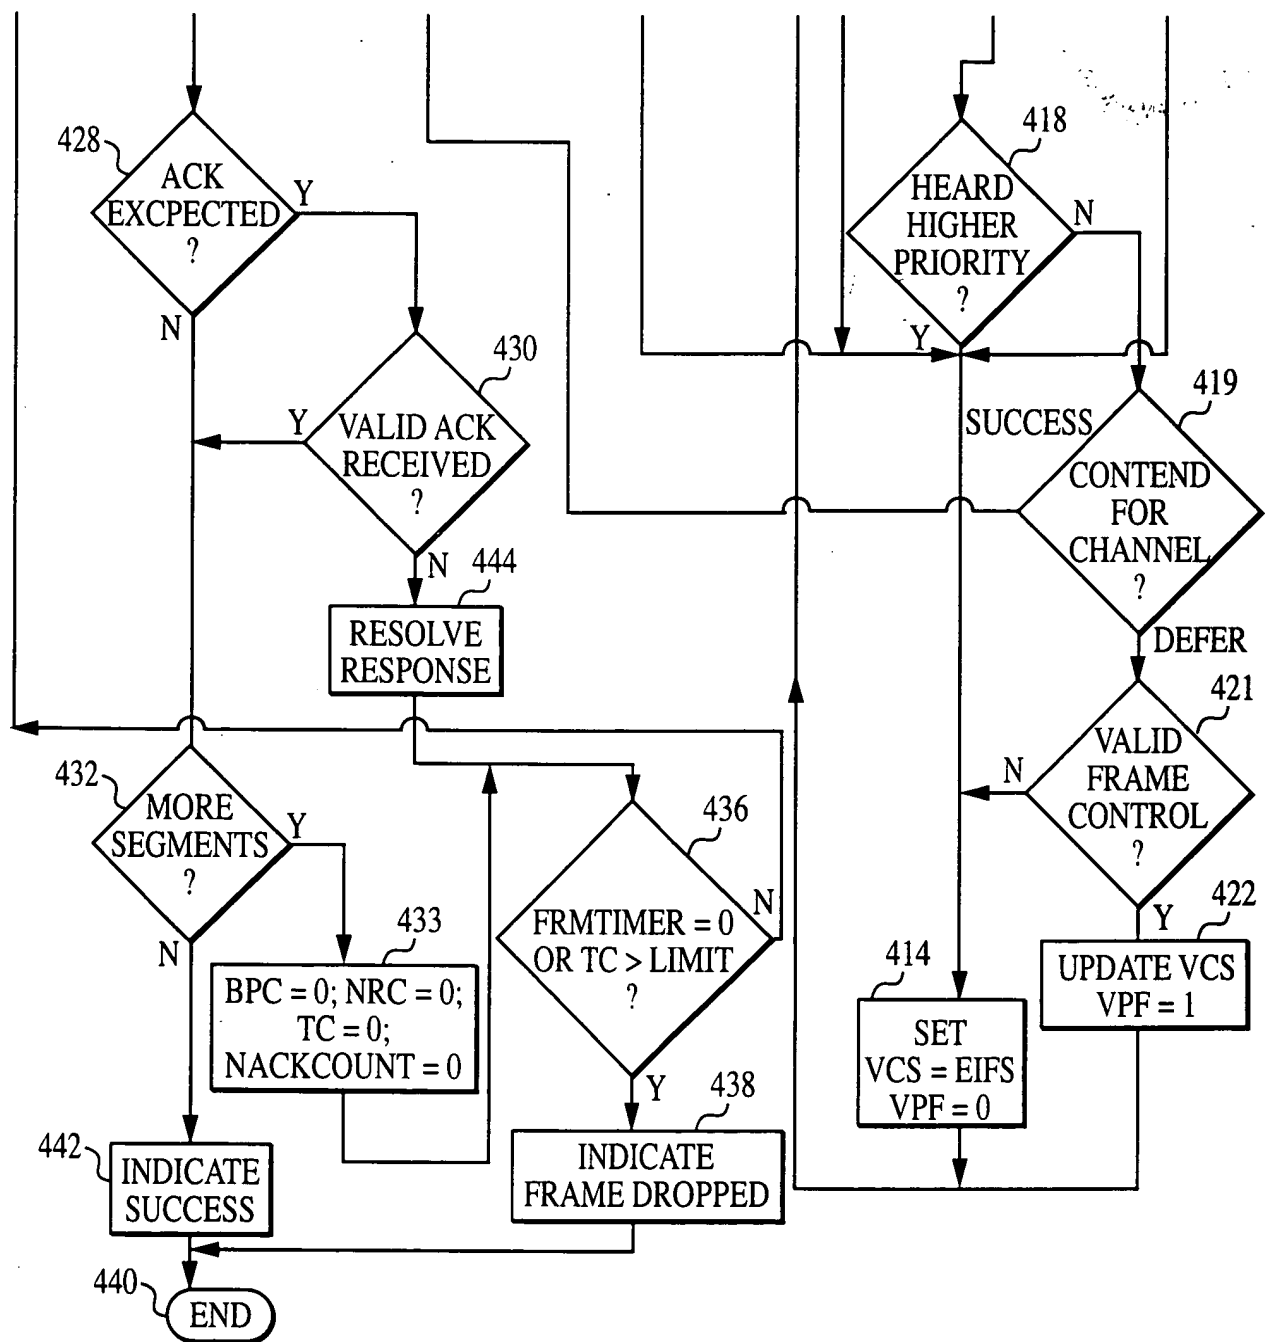 428
ACK
EXCPECTED
?
Y
N
418
HEARD
HIGHER
PRIORITY
?
N
Y
430
VALID ACK
RECEIVED
?
Y
N
419
SUCCESS
CONTEND
FOR
CHANNEL
?
DEFER
444
RESOLVE
RESPONSE
421
VALID
FRAME
CONTROL
?
N
Y
432
MORE
SEGMENTS
?
Y
N
436
FRMTIMER = 0
OR TC > LIMIT
?
N
Y
433
BPC = 0; NRC = 0;
TC = 0;
NACKCOUNT = 0
422
UPDATE VCS
VPF = 1
414
SET
VCS = EIFS
VPF = 0
438
INDICATE
FRAME DROPPED
442
INDICATE
SUCCESS
440
END